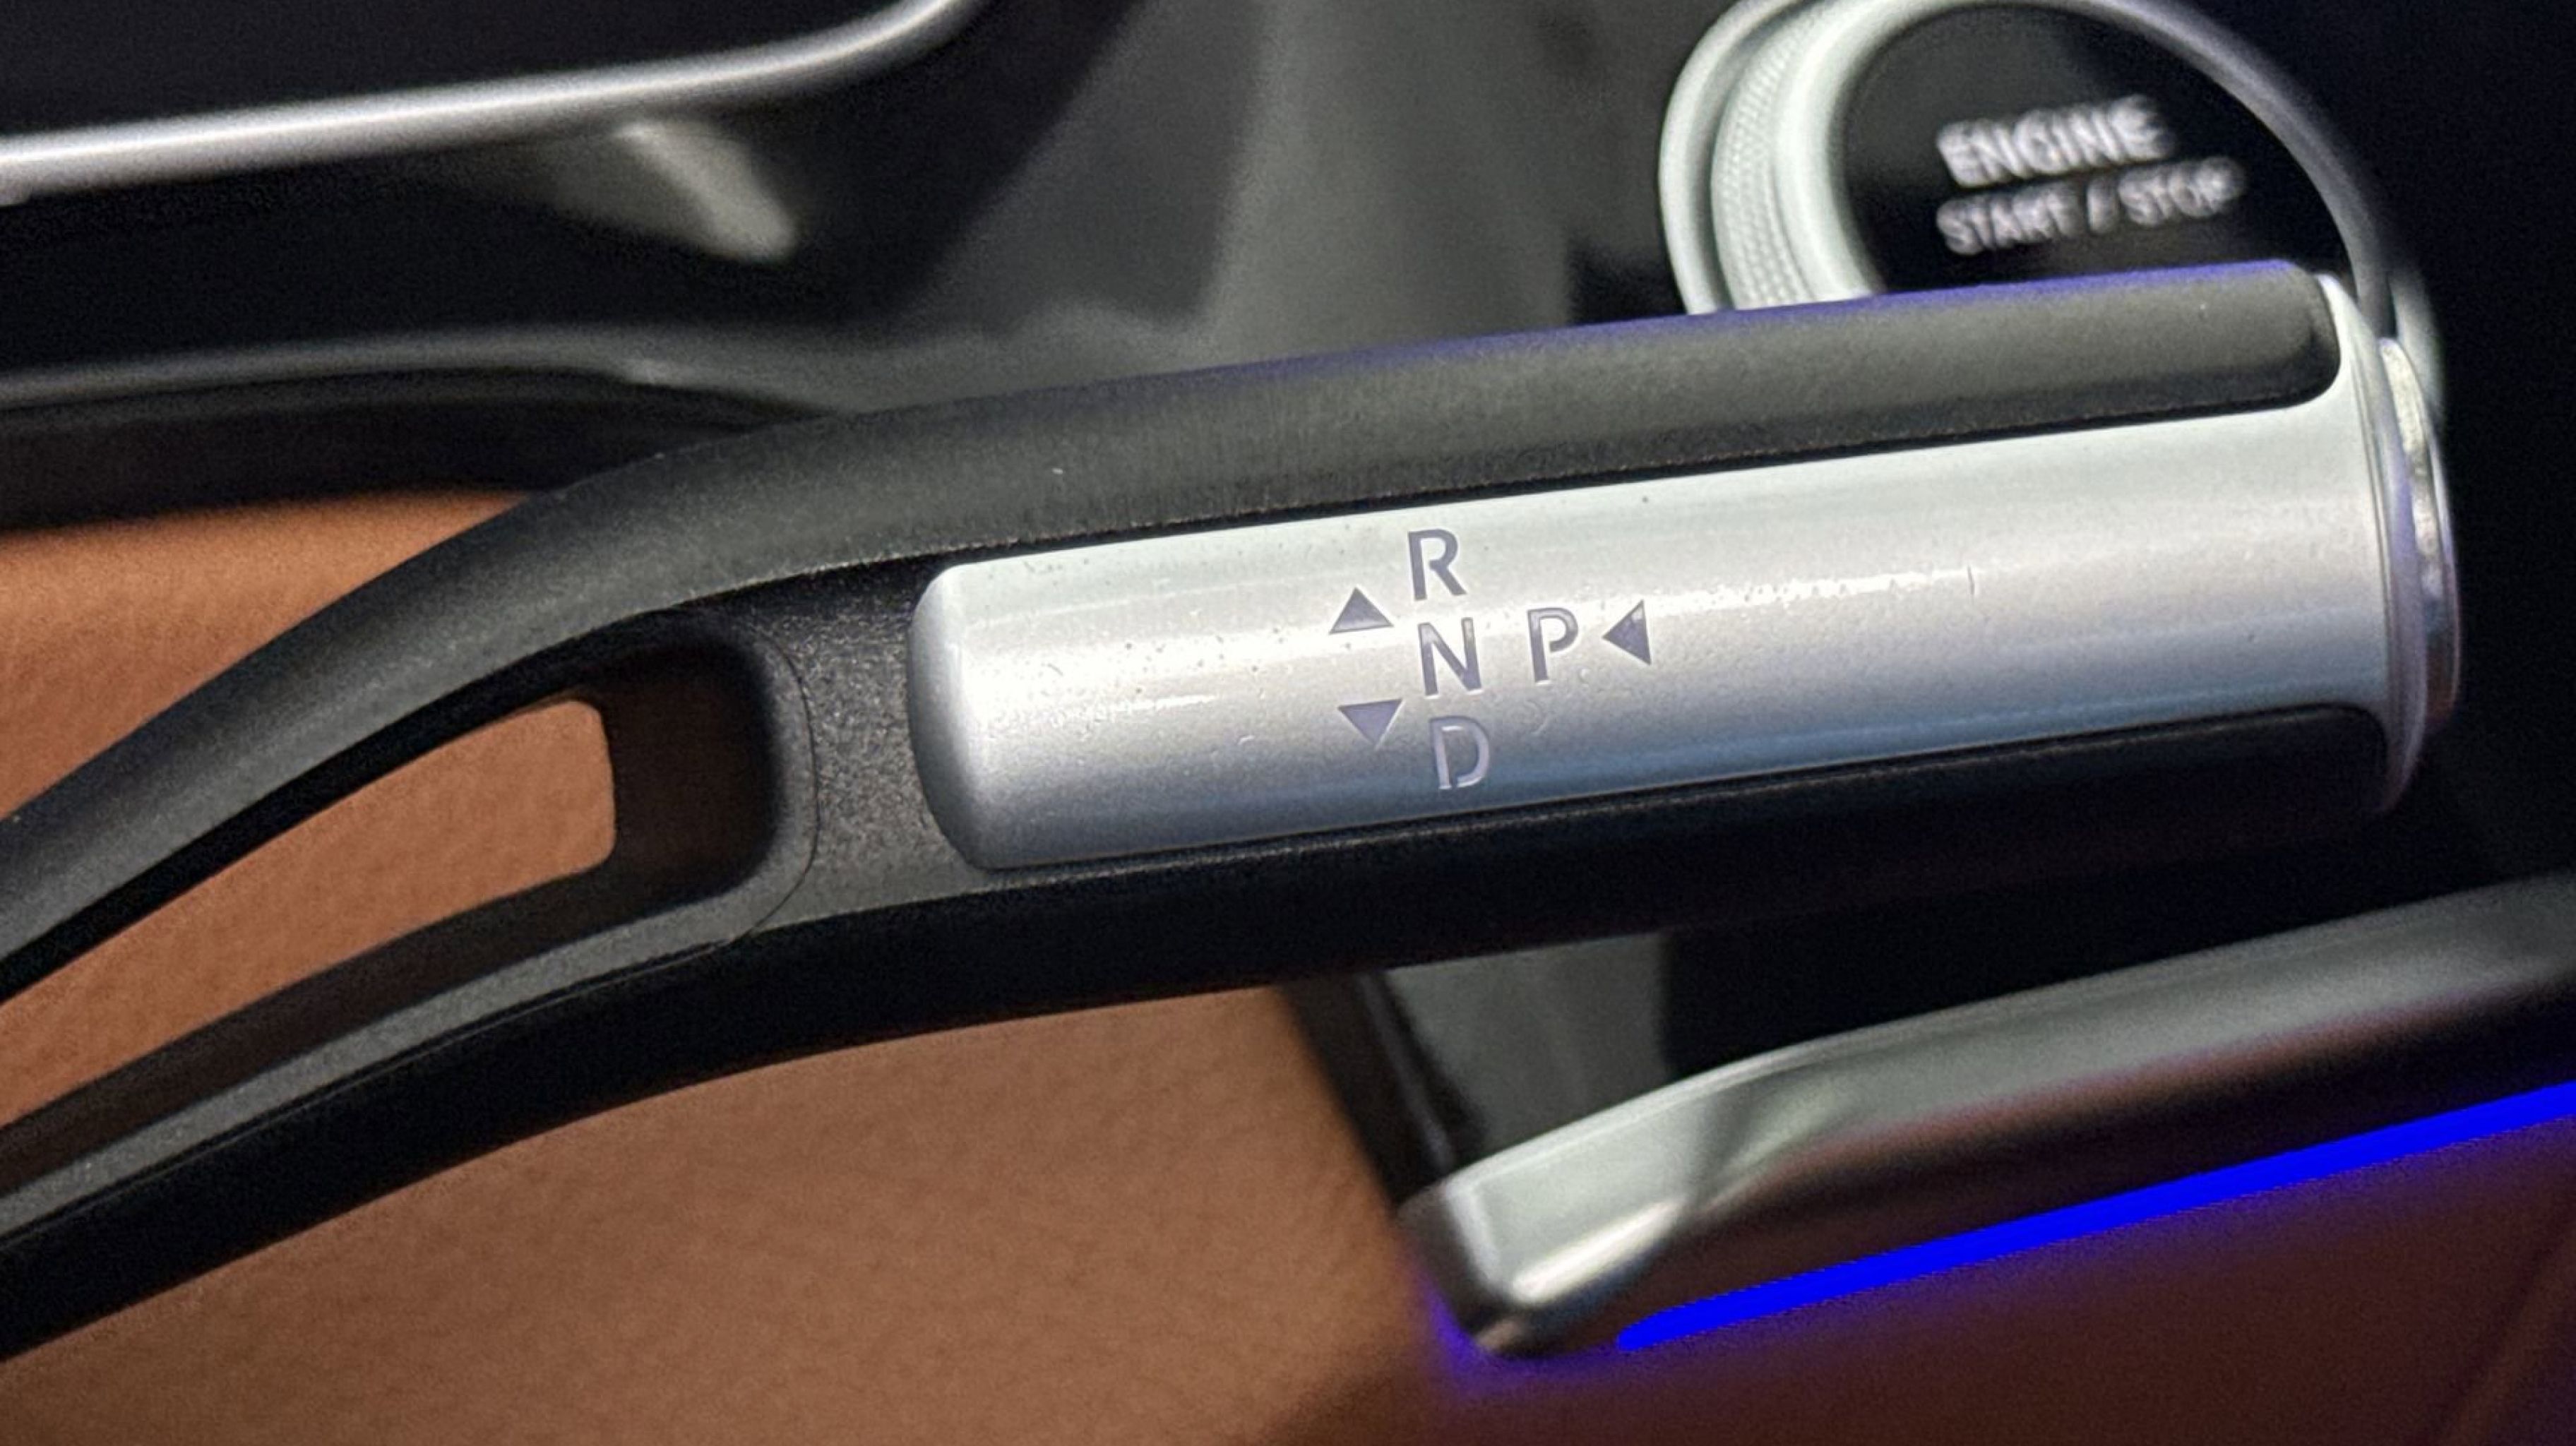 ENGINE
START / STOP
R
N P
D